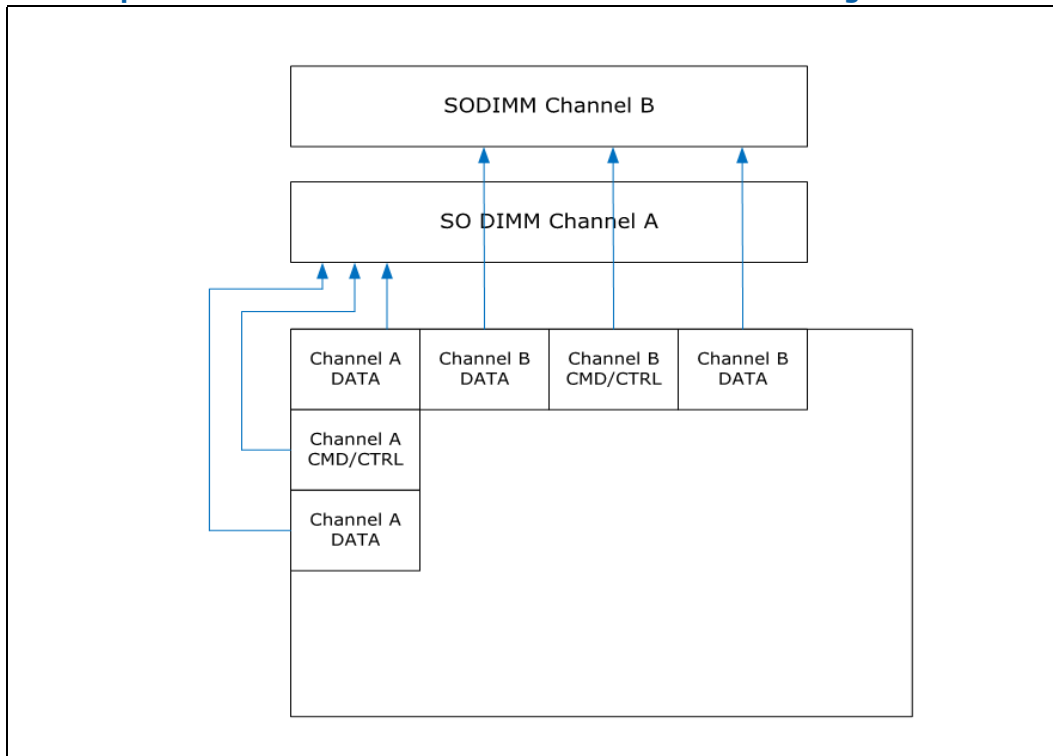 SODIMM Channel B
SO DIMM Channel A
Channel A
DATA
Channel B
DATA
Channel B
CMD/CTRL
Channel B
DATA
Channel A
CMD/CTRL
Channel A
DATA